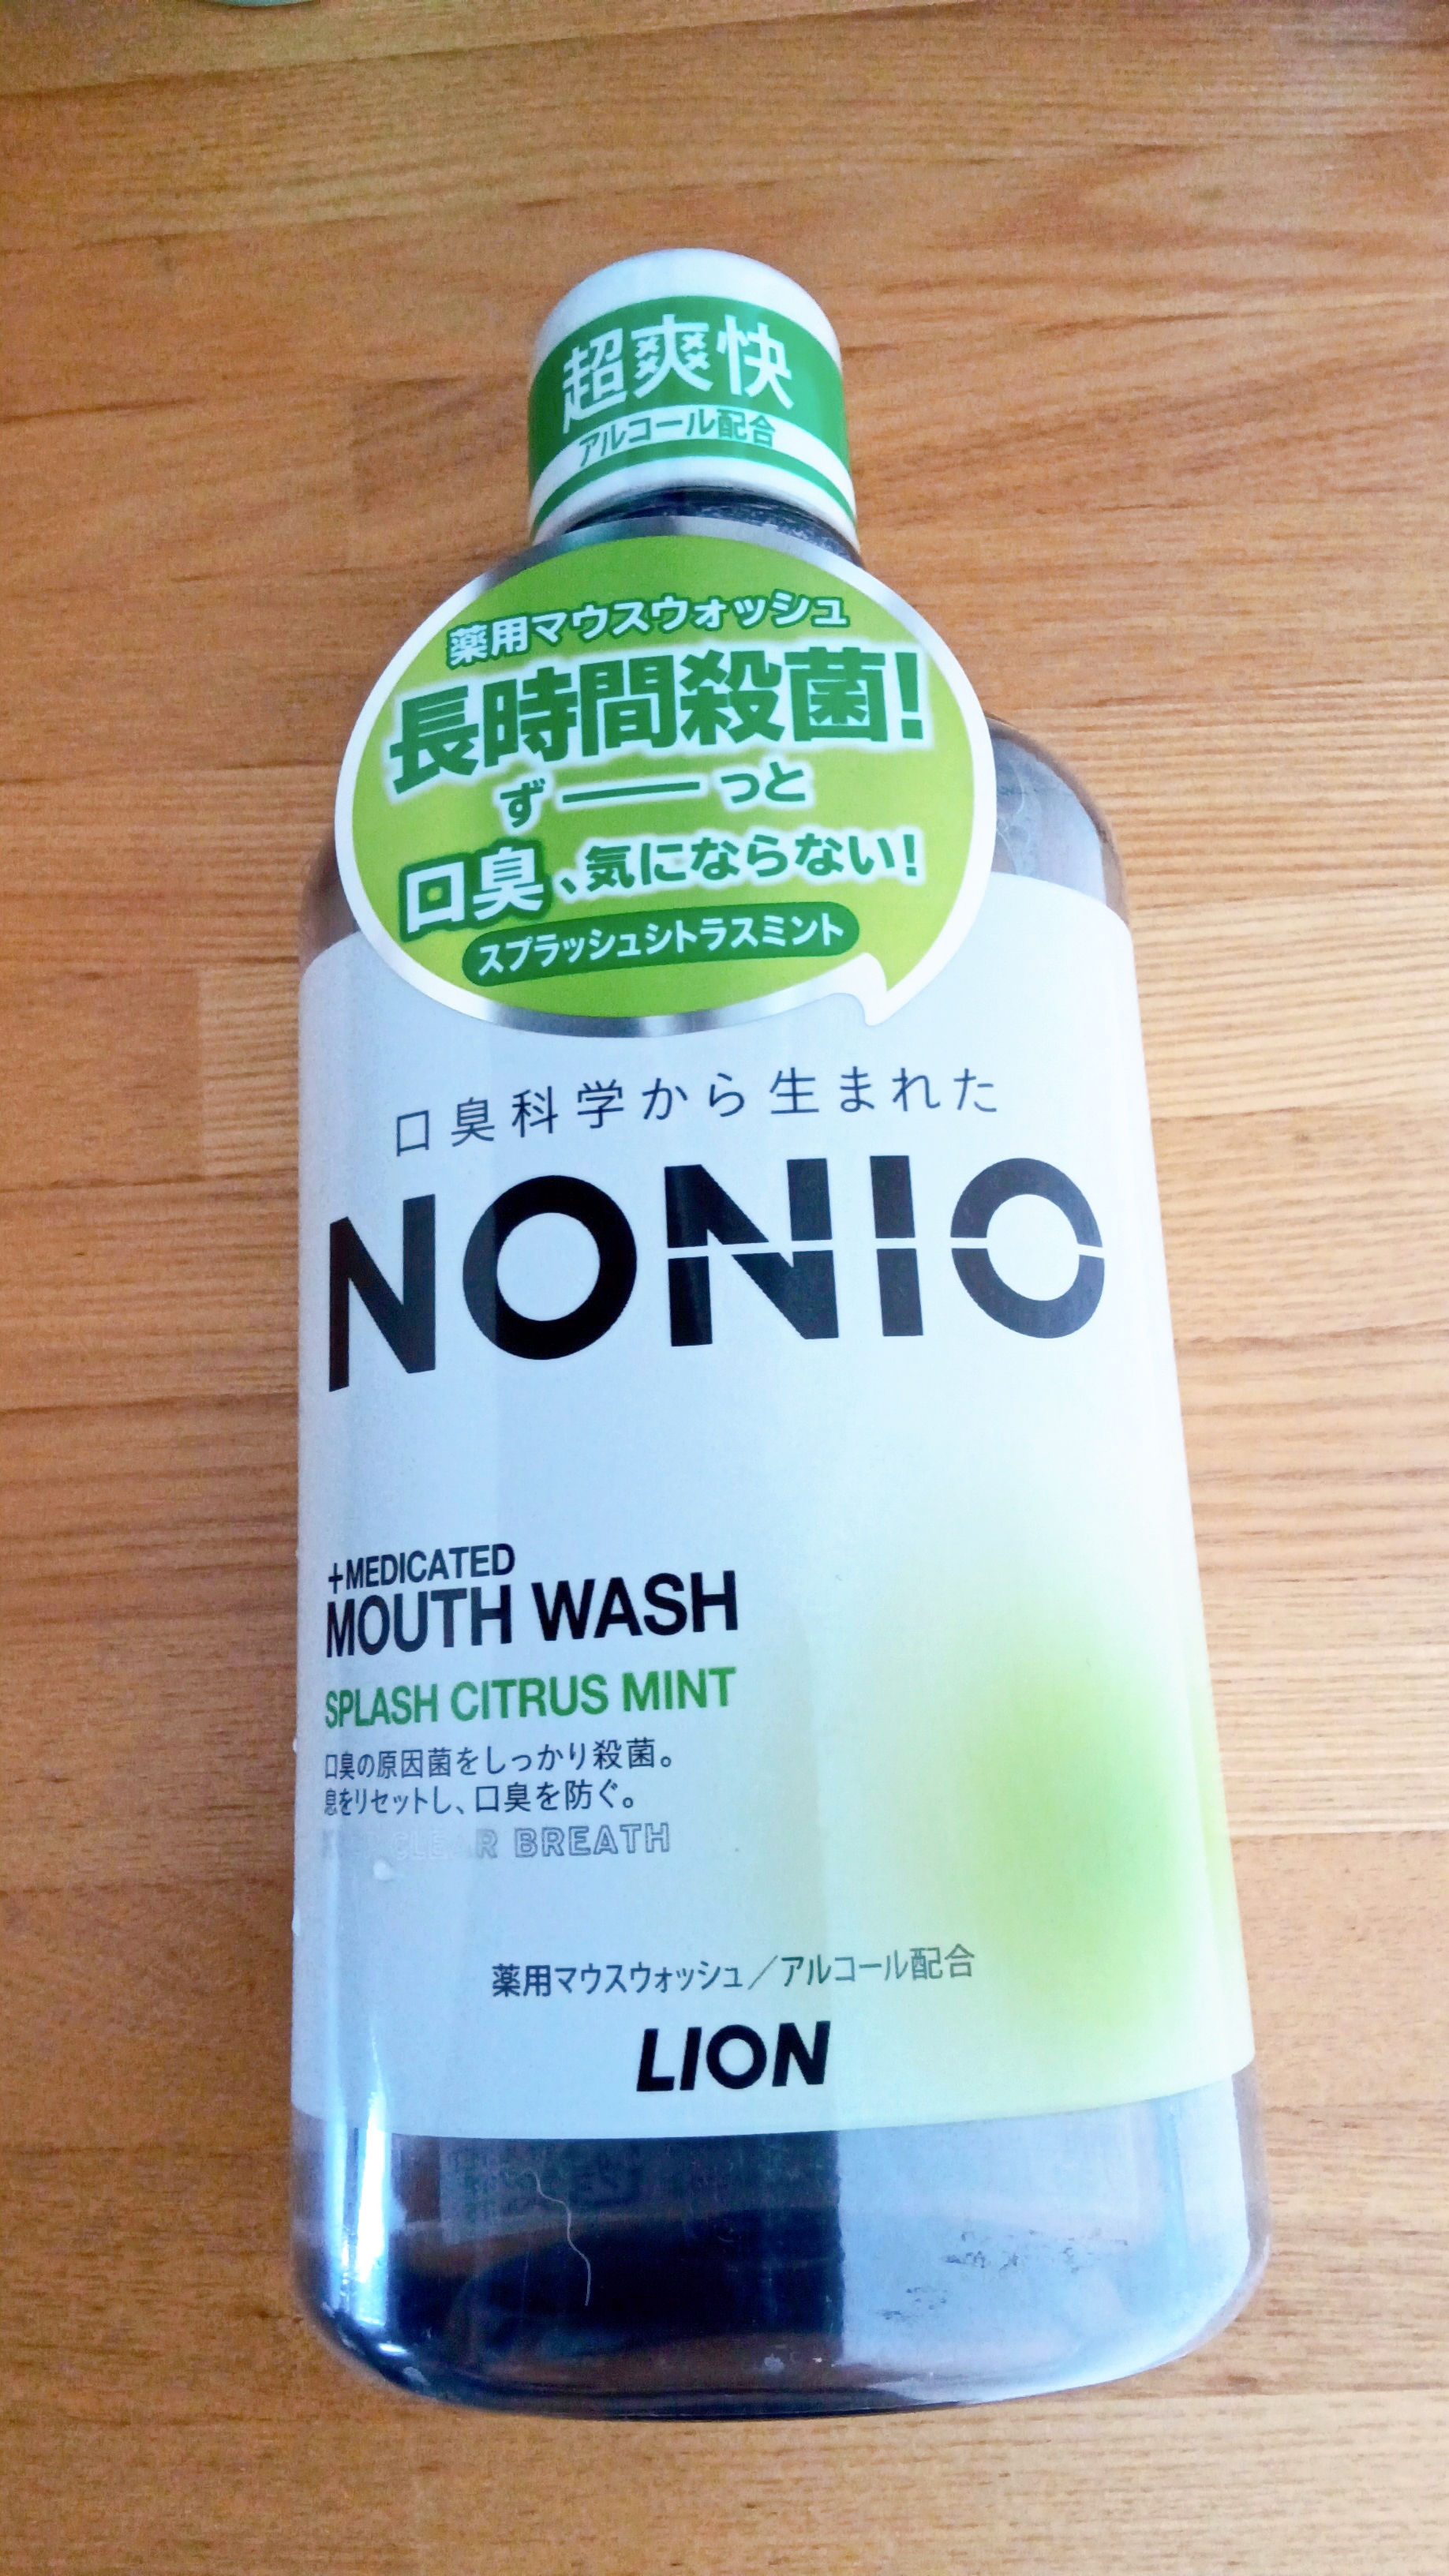 超爽快
アルコール配合
薬用マウスウォッシュ
長時間殺菌!
ず──っと
口臭、気にならない!
スプラッシュシトラスミント
口臭科学から生まれた
NONIO
+MEDICATED
MOUTH WASH
SPLASH CITRUS MINT
口臭の原因菌をしっかり殺菌。
息をリセットし、口臭を防ぐ。
CLEAR BREATH
薬用マウスウォッシュ/アルコール配合
LION